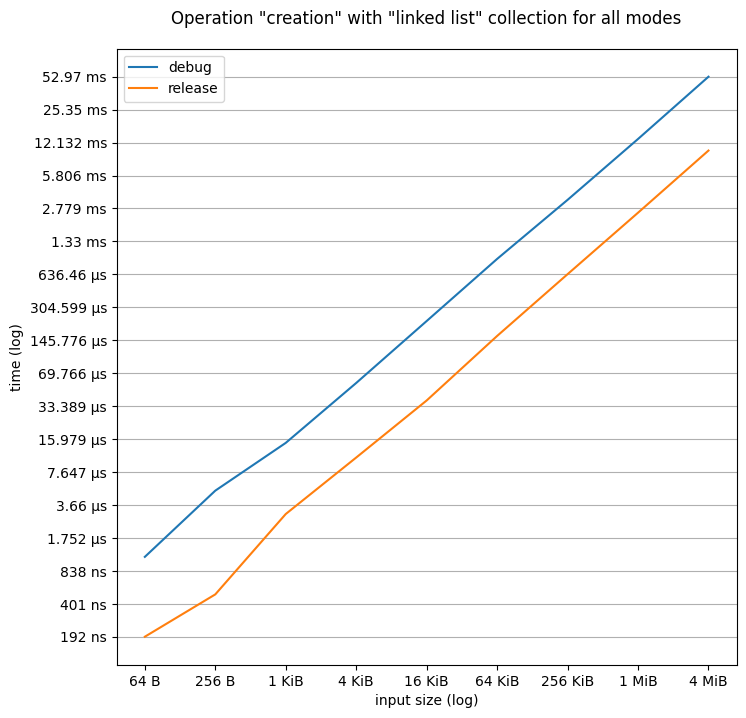 Operation "creation" with "linked list" collection for all modes
debug
release
52.97 ms
25.35 ms
12.132 ms
5.806 ms
2.779 ms
1.33 ms
636.46 µs
304.599 µs
145.776 µs
69.766 µs
33.389 µs
15.979 µs
7.647 µs
3.66 µs
1.752 µs
838 ns
401 ns
192 ns
time (log)
64 B 256 B 1 KiB 4 KiB 16 KiB 64 KiB 256 KiB 1 MiB 4 MiB
input size (log)